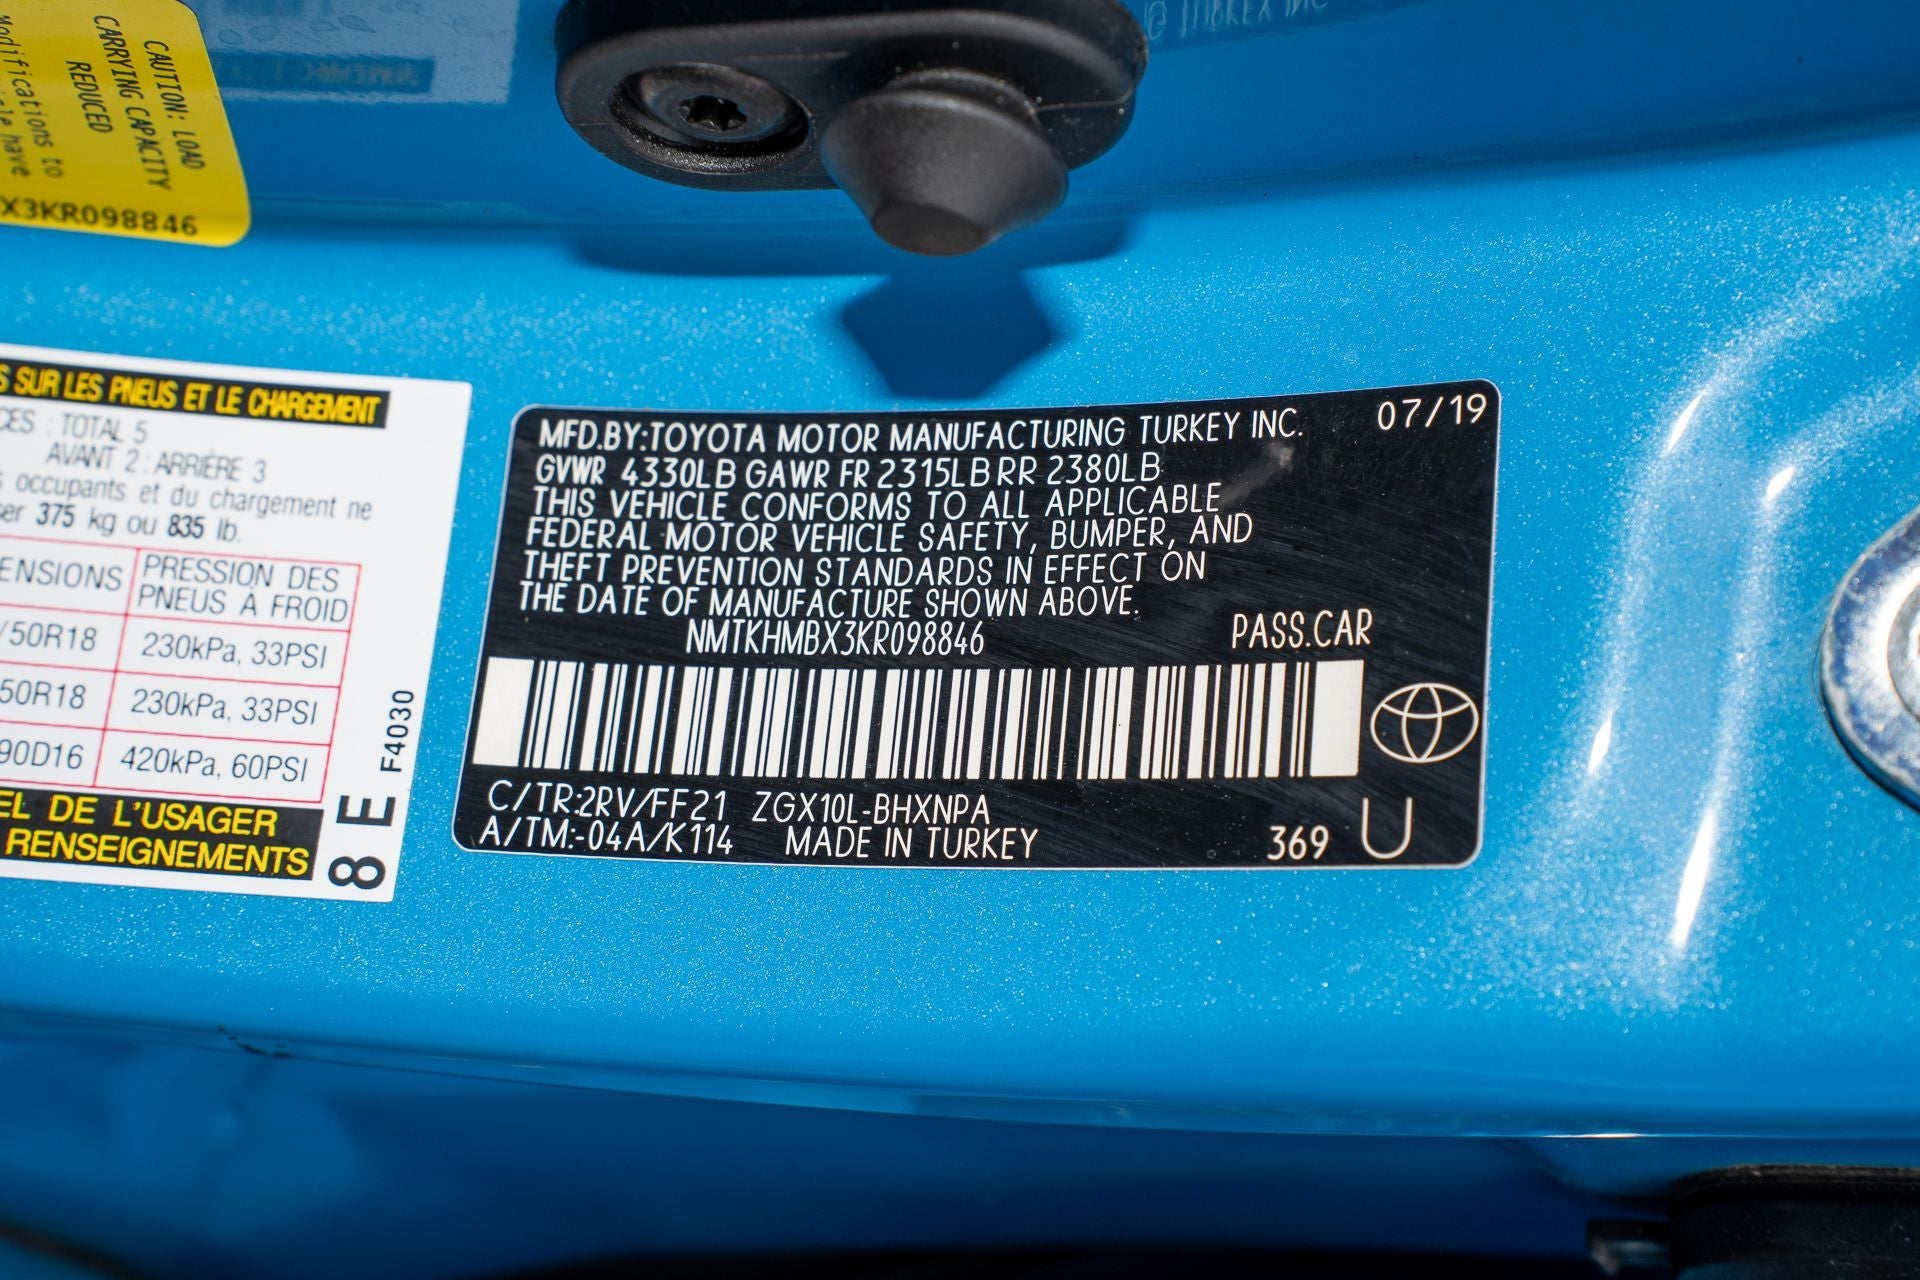 CAUTION: LOAD
CARRYING CAPACITY
REDUCED
Modifications to
have
X3KR098846
S SUR LES PNEUS ET LE CHARGEMENT
CES : TOTAL 5
AVANT 2 : ARRIÈRE 3
s occupants et du chargement ne
ser 375 kg ou 835 lb.
ENSIONS PRESSION DES
PNEUS À FROID
/50R18 230kPa, 33PSI
50R18 230kPa, 33PSI
90D16 420kPa, 60PSI
EL DE L'USAGER
RENSEIGNEMENTS
F4030
8 E
MFD.BY:TOYOTA MOTOR MANUFACTURING TURKEY INC. 07/19
GVWR 4330LB GAWR FR 2315LB RR 2380LB
THIS VEHICLE CONFORMS TO ALL APPLICABLE
FEDERAL MOTOR VEHICLE SAFETY, BUMPER, AND
THEFT PREVENTION STANDARDS IN EFFECT ON
THE DATE OF MANUFACTURE SHOWN ABOVE.
NMTKHMBX3KR098846 PASS.CAR
C/TR:2RV/FF21 ZGX10L-BHXNPA
A/TM:-04A/K114 MADE IN TURKEY 369 U